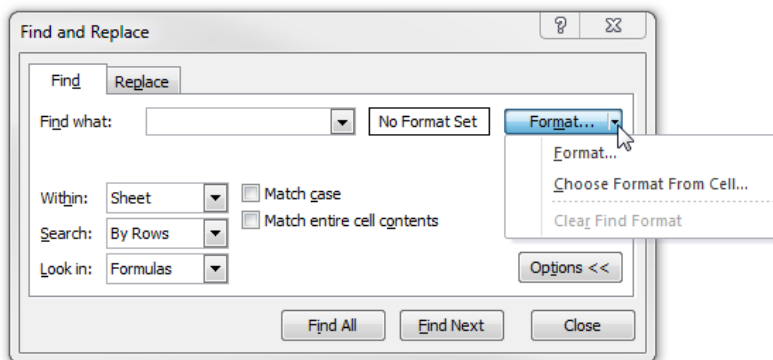 Find and Replace
Find Replace
Find what: No Format Set Format...
Format...
Choose Format From Cell...
Clear Find Format
Within: Sheet Match case
Match entire cell contents
Search: By Rows
Look in: Formulas Options <<
Find All Find Next Close